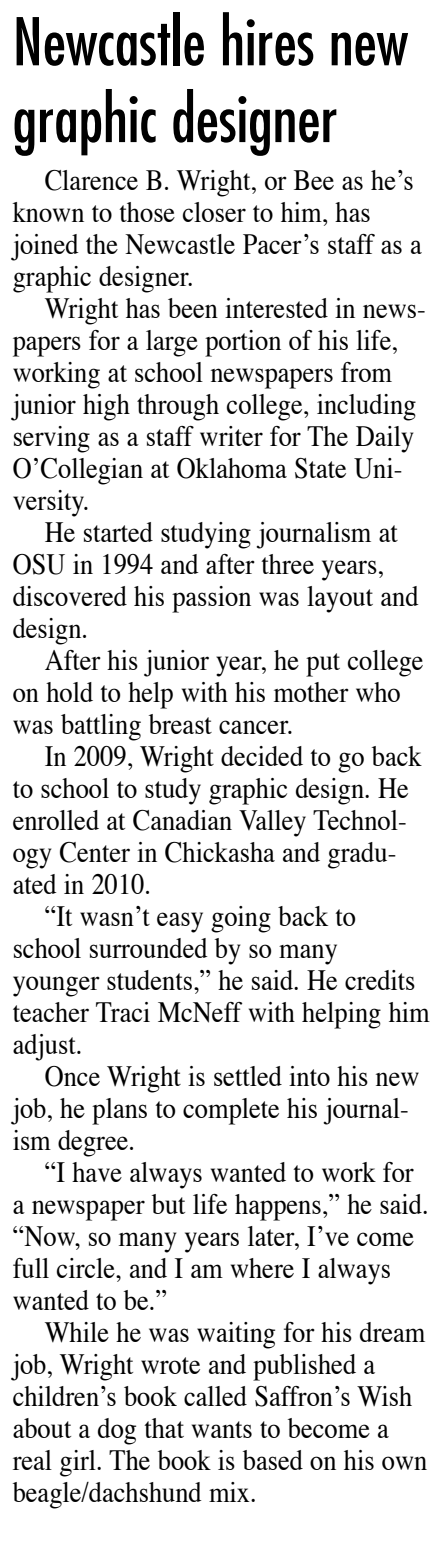 Newcastle hires new
graphic designer
Clarence B. Wright, or Bee as he’s
known to those closer to him, has
joined the Newcastle Pacer’s staff as a
graphic designer.
Wright has been interested in news-
papers for a large portion of his life,
working at school newspapers from
junior high through college, including
serving as a staff writer for The Daily
O’Collegian at Oklahoma State Uni-
versity.
He started studying journalism at
OSU in 1994 and after three years,
discovered his passion was layout and
design.
After his junior year, he put college
on hold to help with his mother who
was battling breast cancer.
In 2009, Wright decided to go back
to school to study graphic design. He
enrolled at Canadian Valley Technol-
ogy Center in Chickasha and gradu-
ated in 2010.
“It wasn’t easy going back to
school surrounded by so many
younger students,” he said. He credits
teacher Traci McNeff with helping him
adjust.
Once Wright is settled into his new
job, he plans to complete his journal-
ism degree.
“I have always wanted to work for
a newspaper but life happens,” he said.
“Now, so many years later, I’ve come
full circle, and I am where I always
wanted to be.”
While he was waiting for his dream
job, Wright wrote and published a
children’s book called Saffron’s Wish
about a dog that wants to become a
real girl. The book is based on his own
beagle/dachshund mix.